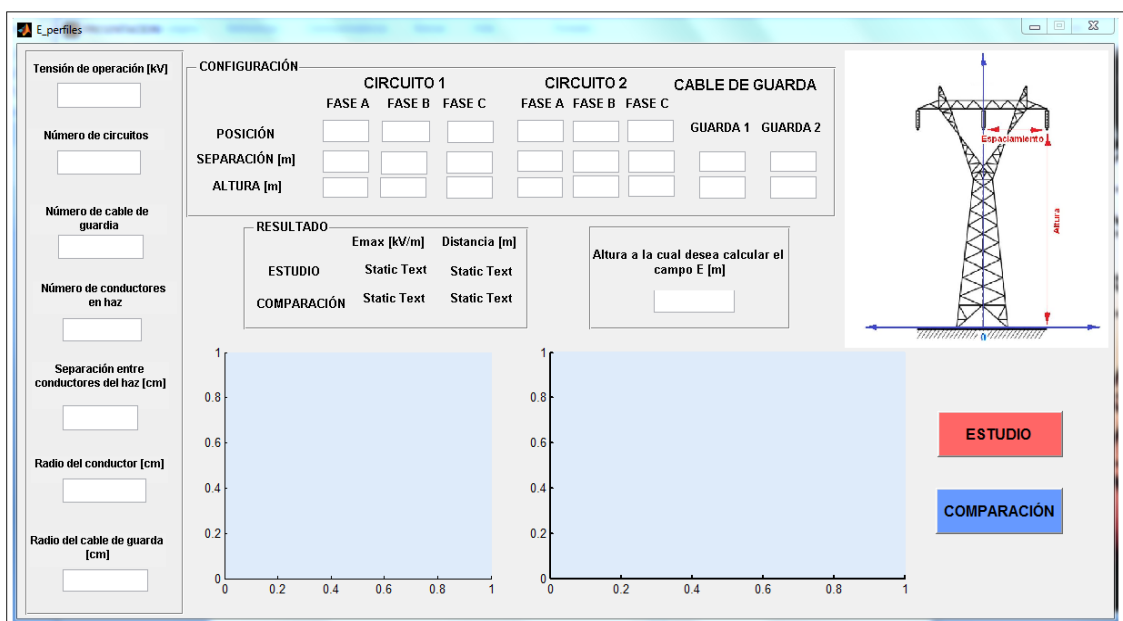 E_perfiles
Tensión de operación [kV]
Número de circuitos
Número de cable de
guardia
Número de conductores
en haz
Separación entre
conductores del haz [cm]
Radio del conductor [cm]
Radio del cable de guarda
[cm]
CONFIGURACIÓN
CIRCUITO 1 CIRCUITO 2 CABLE DE GUARDA
FASE A FASE B FASE C FASE A FASE B FASE C
POSICIÓN GUARDA 1 GUARDA 2
SEPARACIÓN [m]
ALTURA [m]
RESULTADO
Emax [kV/m] Distancia [m]
ESTUDIO Static Text Static Text
COMPARACIÓN Static Text Static Text
Altura a la cual desea calcular el
campo E [m]
Espaciamiento
Altura
0
1
0.8
0.6
0.4
0.2
0
0 0.2 0.4 0.6 0.8 1
1
0.8
0.6
0.4
0.2
0
0 0.2 0.4 0.6 0.8 1
ESTUDIO
COMPARACIÓN